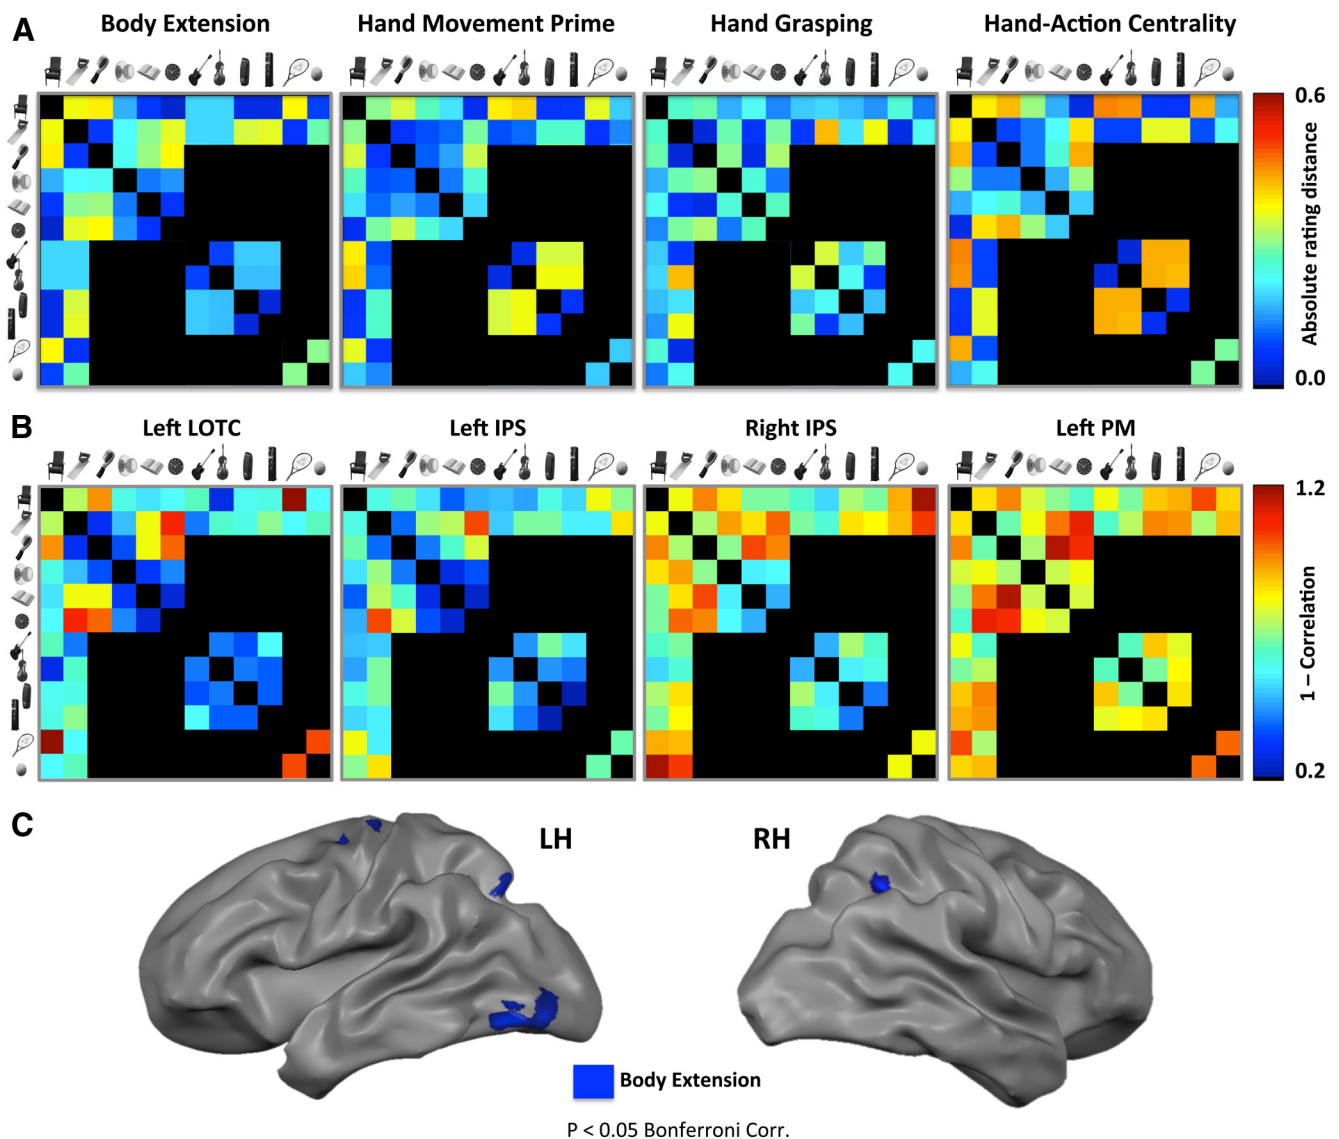 A
Body Extension
Hand Movement Prime
Hand Grasping
Hand-Action Centrality
0.6
Absolute rating distance
0.0
B
Left LOTC
Left IPS
Right IPS
Left PM
1.2
1 – Correlation
0.2
C
LH
RH
Body Extension
P < 0.05 Bonferroni Corr.